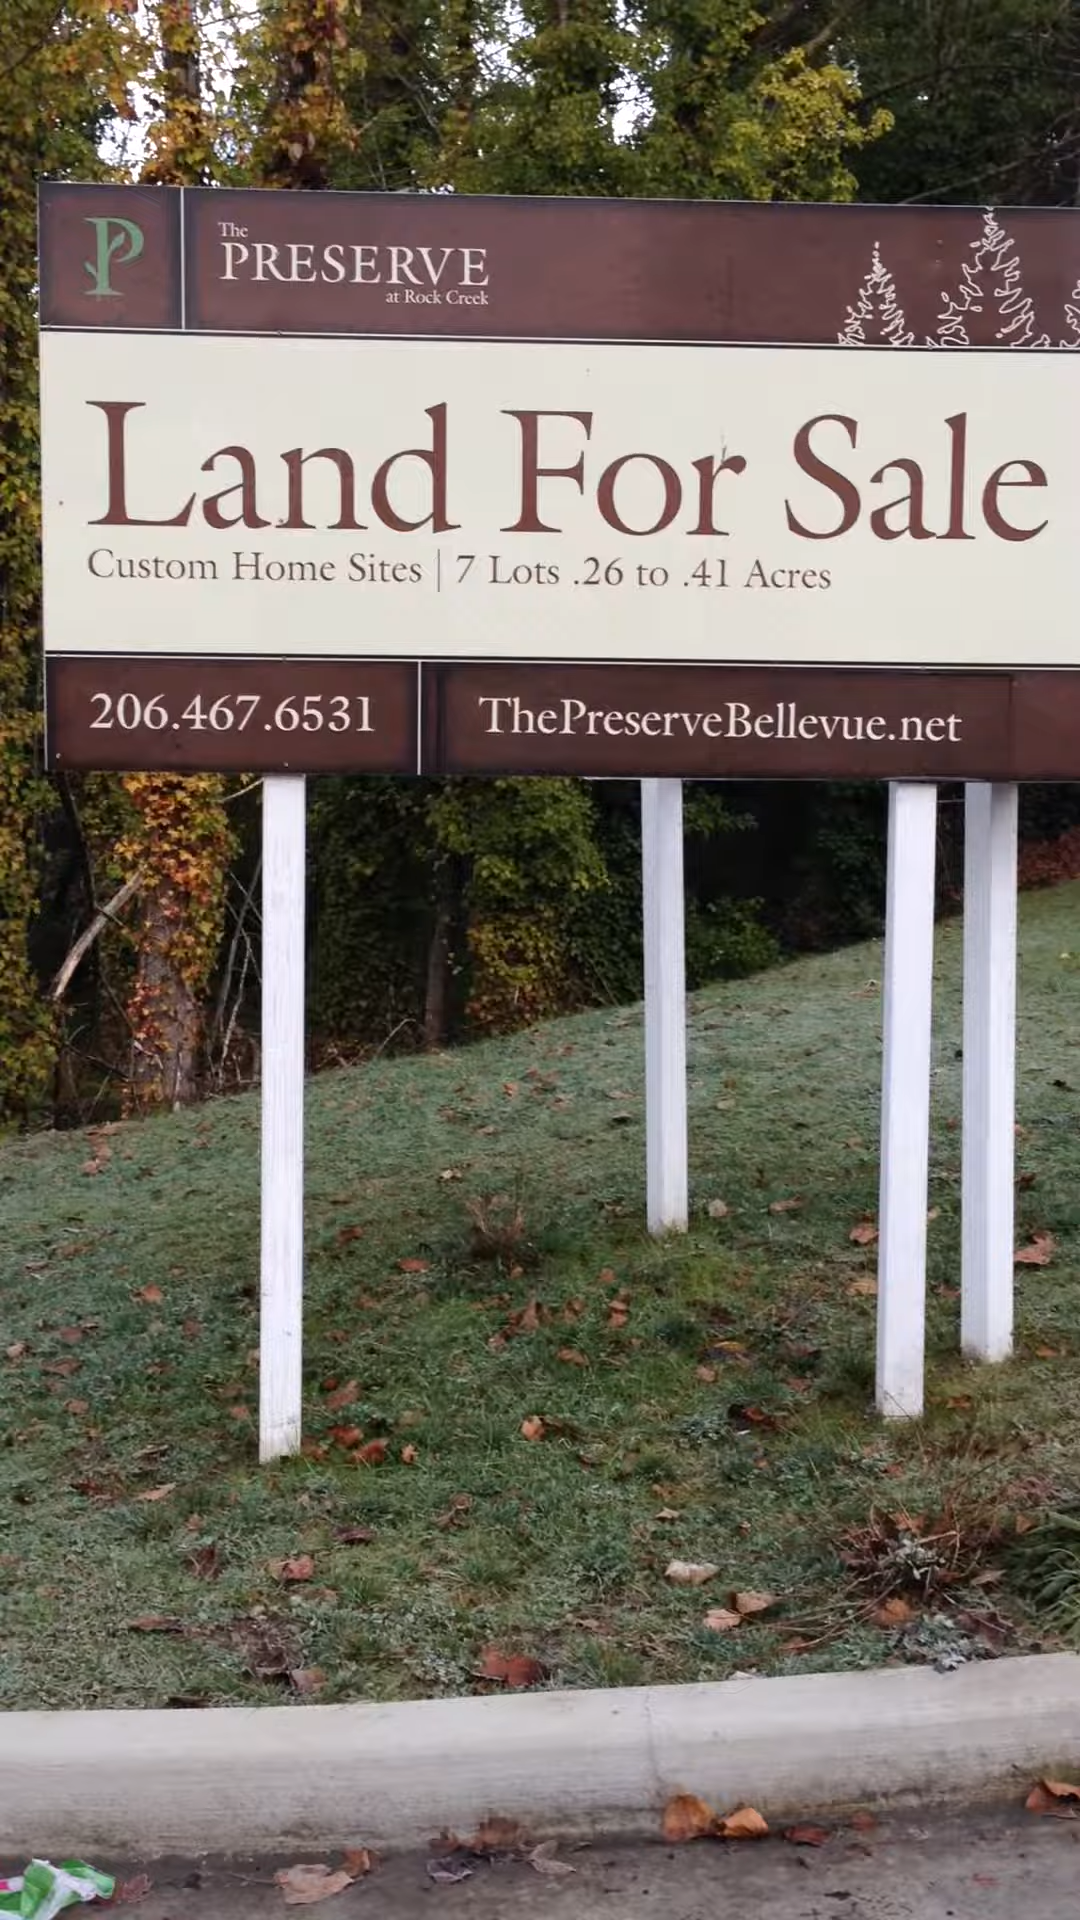 P
The
PRESERVE
at Rock Creek
Land For Sale
Custom Home Sites | 7 Lots .26 to .41 Acres
206.467.6531
ThePreserveBellevue.net